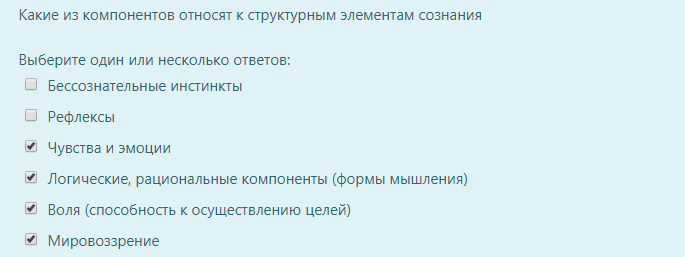 Какие из компонентов относят к структурным элементам сознания
Выберите один или несколько ответов:
Бессознательные инстинкты
Рефлексы
Чувства и эмоции
Логические, рациональные компоненты (формы мышления)
Воля (способность к осуществлению целей)
Мировоззрение